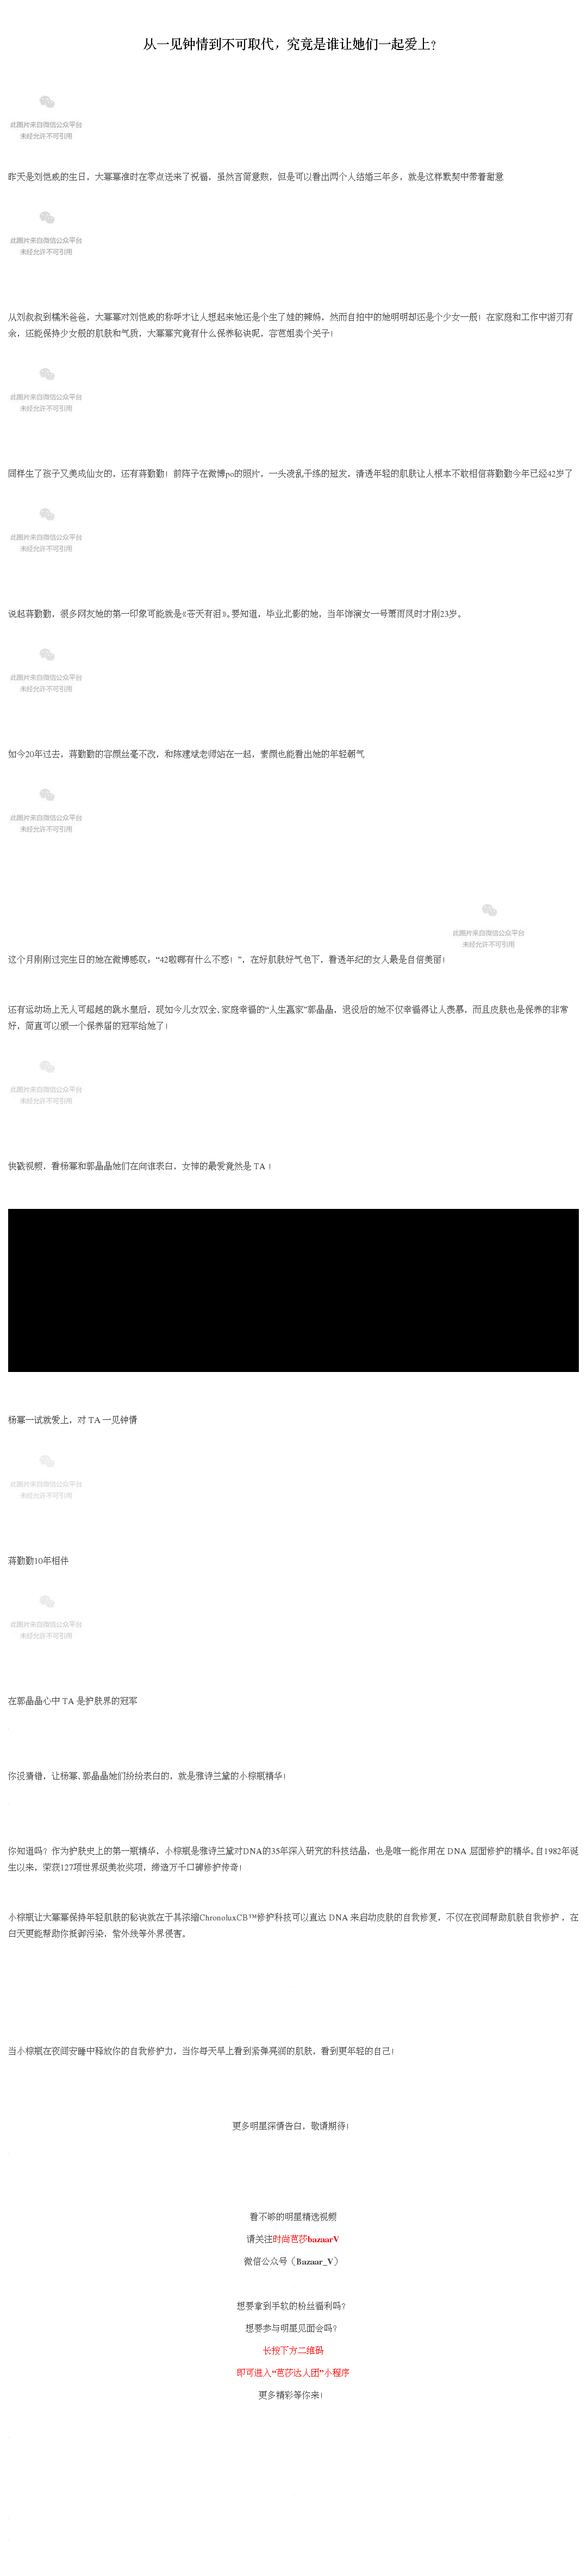 从一见钟情到不可取代，究竟是谁让她们一起爱上？
此图片来自微信公众平台
未经允许不可引用
昨天是刘恺威的生日，大幂幂准时在零点送来了祝福，虽然言简意赅，但是可以看出两个人结婚三年多，就是这样默契中带着甜意
此图片来自微信公众平台
未经允许不可引用
从刘叔叔到糯米爸爸，大幂幂对刘恺威的称呼才让人想起来她还是个生了娃的辣妈，然而自拍中的她明明却还是个少女一般！在家庭和工作中游刃有
余，还能保持少女般的肌肤和气质，大幂幂究竟有什么保养秘诀呢，容芭姐卖个关子！
此图片来自微信公众平台
未经允许不可引用
同样生了孩子又美成仙女的，还有蒋勤勤！前阵子在微博po的照片，一头凌乱干练的短发，清透年轻的肌肤让人根本不敢相信蒋勤勤今年已经42岁了
此图片来自微信公众平台
未经允许不可引用
说起蒋勤勤，很多网友她的第一印象可能就是《苍天有泪》。要知道，毕业北影的她，当年饰演女一号萧雨凤时才刚23岁。
此图片来自微信公众平台
未经允许不可引用
如今20年过去，蒋勤勤的容颜丝毫不改，和陈建斌老师站在一起，素颜也能看出她的年轻朝气
此图片来自微信公众平台
未经允许不可引用
此图片来自微信公众平台
未经允许不可引用
这个月刚刚过完生日的她在微博感叹，“42啦哪有什么不惑！”，在好肌肤好气色下，看透年纪的女人最是自信美丽！
还有运动场上无人可超越的跳水皇后，现如今儿女双全、家庭幸福的“人生赢家”郭晶晶，退役后的她不仅幸福得让人羡慕，而且皮肤也是保养的非常
好，简直可以颁一个保养届的冠军给她了！
此图片来自微信公众平台
未经允许不可引用
快戳视频，看杨幂和郭晶晶她们在向谁表白，女神的最爱竟然是 TA！
杨幂一试就爱上，对 TA 一见钟情
此图片来自微信公众平台
未经允许不可引用
蒋勤勤10年相伴
此图片来自微信公众平台
未经允许不可引用
在郭晶晶心中 TA 是护肤界的冠军
你没猜错，让杨幂、郭晶晶她们纷纷表白的，就是雅诗兰黛的小棕瓶精华！
你知道吗？作为护肤史上的第一瓶精华，小棕瓶是雅诗兰黛对DNA的35年深入研究的科技结晶，也是唯一能作用在 DNA 层面修护的精华。自1982年诞
生以来，荣获127项世界级美妆奖项，缔造万千口碑修护传奇！
小棕瓶让大幂幂保持年轻肌肤的秘诀就在于其浓缩ChronoluxCB™修护科技可以直达 DNA 来启动皮肤的自我修复，不仅在夜间帮助肌肤自我修护 ，在
白天更能帮助你抵御污染，紫外线等外界侵害。
当小棕瓶在夜间安睡中释放你的自我修护力，当你每天早上看到紧弹亮润的肌肤，看到更年轻的自己！
更多明星深情告白，敬请期待！
看不够的明星精选视频
请关注时尚芭莎bazaarV
微信公众号（Bazaar_V）
想要拿到手软的粉丝福利吗？
想要参与明星见面会吗？
长按下方二维码
即可进入“芭莎达人团”小程序
更多精彩等你来！